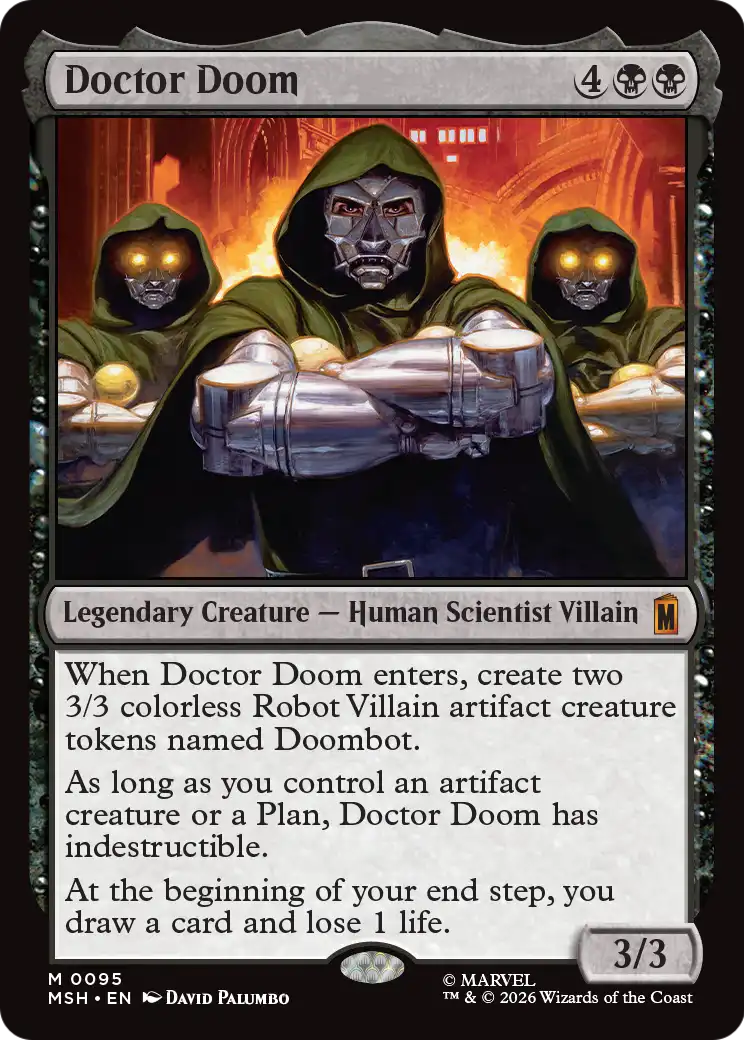 Doctor Doom 4
Legendary Creature — Human Scientist Villain M
When Doctor Doom enters, create two
3/3 colorless Robot Villain artifact creature
tokens named Doombot.
As long as you control an artifact
creature or a Plan, Doctor Doom has
indestructible.
At the beginning of your end step, you
draw a card and lose 1 life.
3/3
M 0095
MSH • EN David Palumbo
© MARVEL
™ & © 2026 Wizards of the Coast